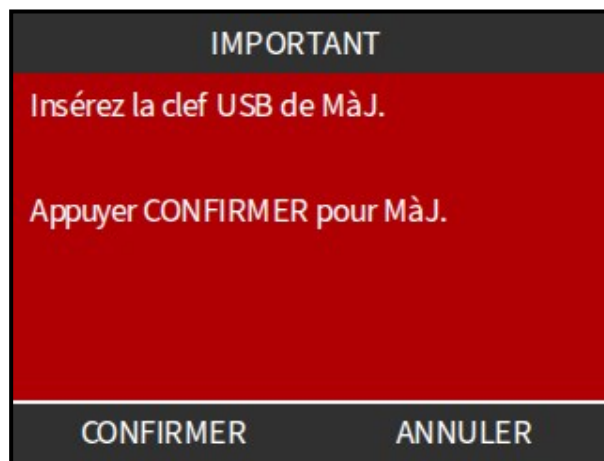 IMPORTANT
Insérez la clef USB de MàJ.
Appuyer CONFIRMER pour MàJ.
CONFIRMER ANNULER